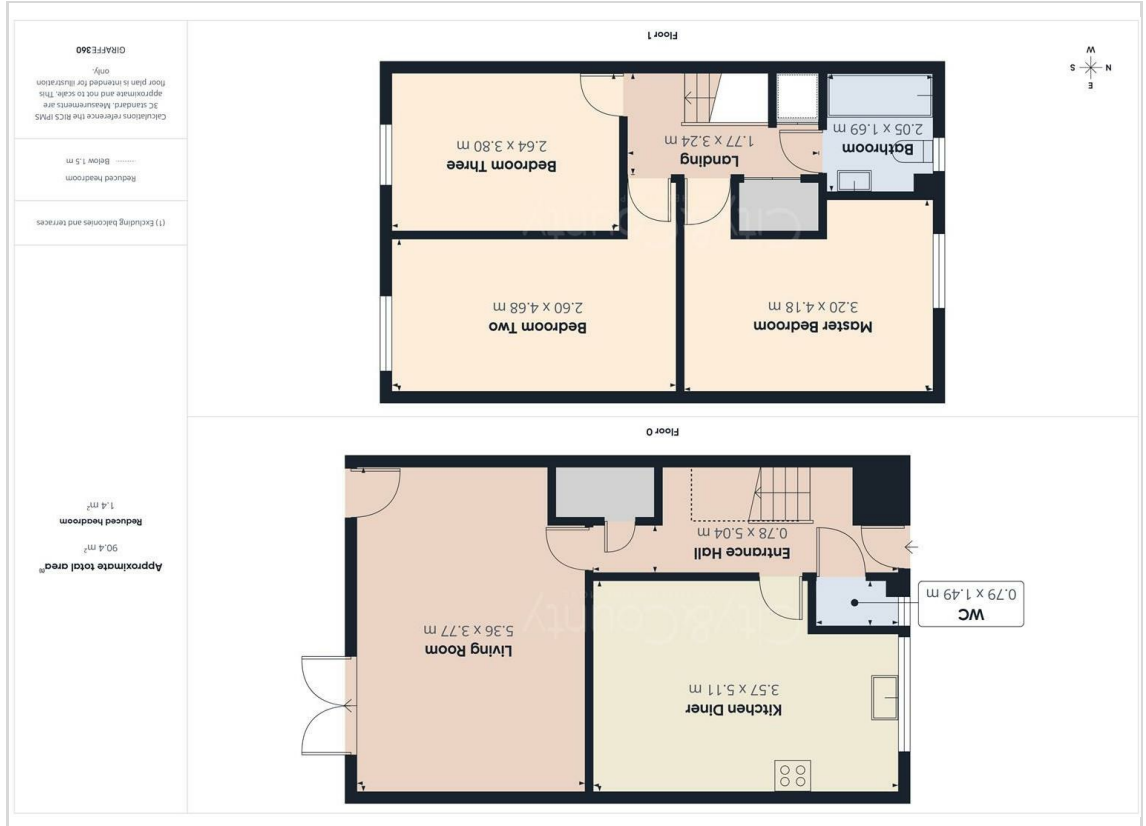 Kitchen Diner
3.57 x 5.11 m
Living Room
5.36 x 3.77 m
WC
0.79 x 1.49 m
City&County
Entrance Hall
0.78 x 5.04 m
Floor 0
Master Bedroom
3.20 x 4.18 m
Bedroom Two
2.60 x 4.68 m
City&County
Bathroom
2.05 x 1.69 m
Landing
1.77 x 3.24 m
Bedroom Three
2.64 x 3.80 m
E
N
S
W
Floor 1
Approximate total area(1)
90.4 m²
Reduced headroom
1.4 m²
(1) Excluding balconies and terraces
Reduced headroom
Below 1.5 m
Calculations reference the RICS IPMS
3C standard. Measurements are
approximate and not to scale. This
floor plan is intended for illustration
only.
GIRAFFE360